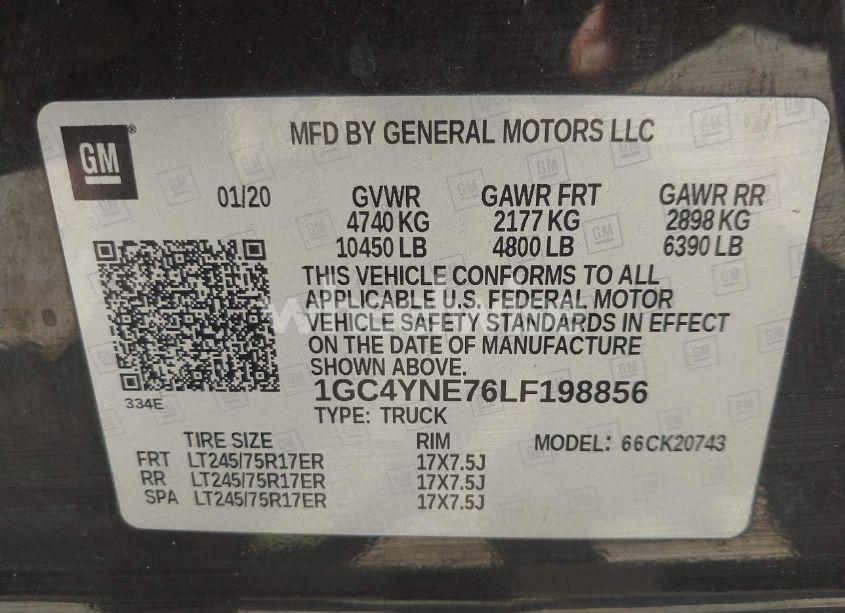 GM
MFD BY GENERAL MOTORS LLC
01/20 GVWR GAWR FRT GAWR RR
4740 KG 2177 KG 2898 KG
10450 LB 4800 LB 6390 LB
THIS VEHICLE CONFORMS TO ALL
APPLICABLE U.S. FEDERAL MOTOR
VEHICLE SAFETY STANDARDS IN EFFECT
ON THE DATE OF MANUFACTURE
SHOWN ABOVE.
334E
1GC4YNE76LF198856
TYPE: TRUCK
TIRE SIZE RIM MODEL: 66CK20743
FRT LT245/75R17ER 17X7.5J
RR LT245/75R17ER 17X7.5J
SPA LT245/75R17ER 17X7.5J